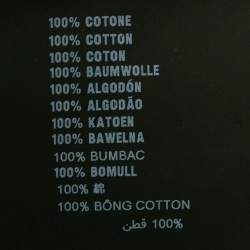 100% COTONE
100% COTTON
100% COTON
100% BAUMWOLLE
100% ALGODÓN
100% ALGODÃO
100% KATOEN
100% BAWELNA
100% BUMBAC
100% BOMULL
100% 綿
100% BÔNG COTTON
100% قطن